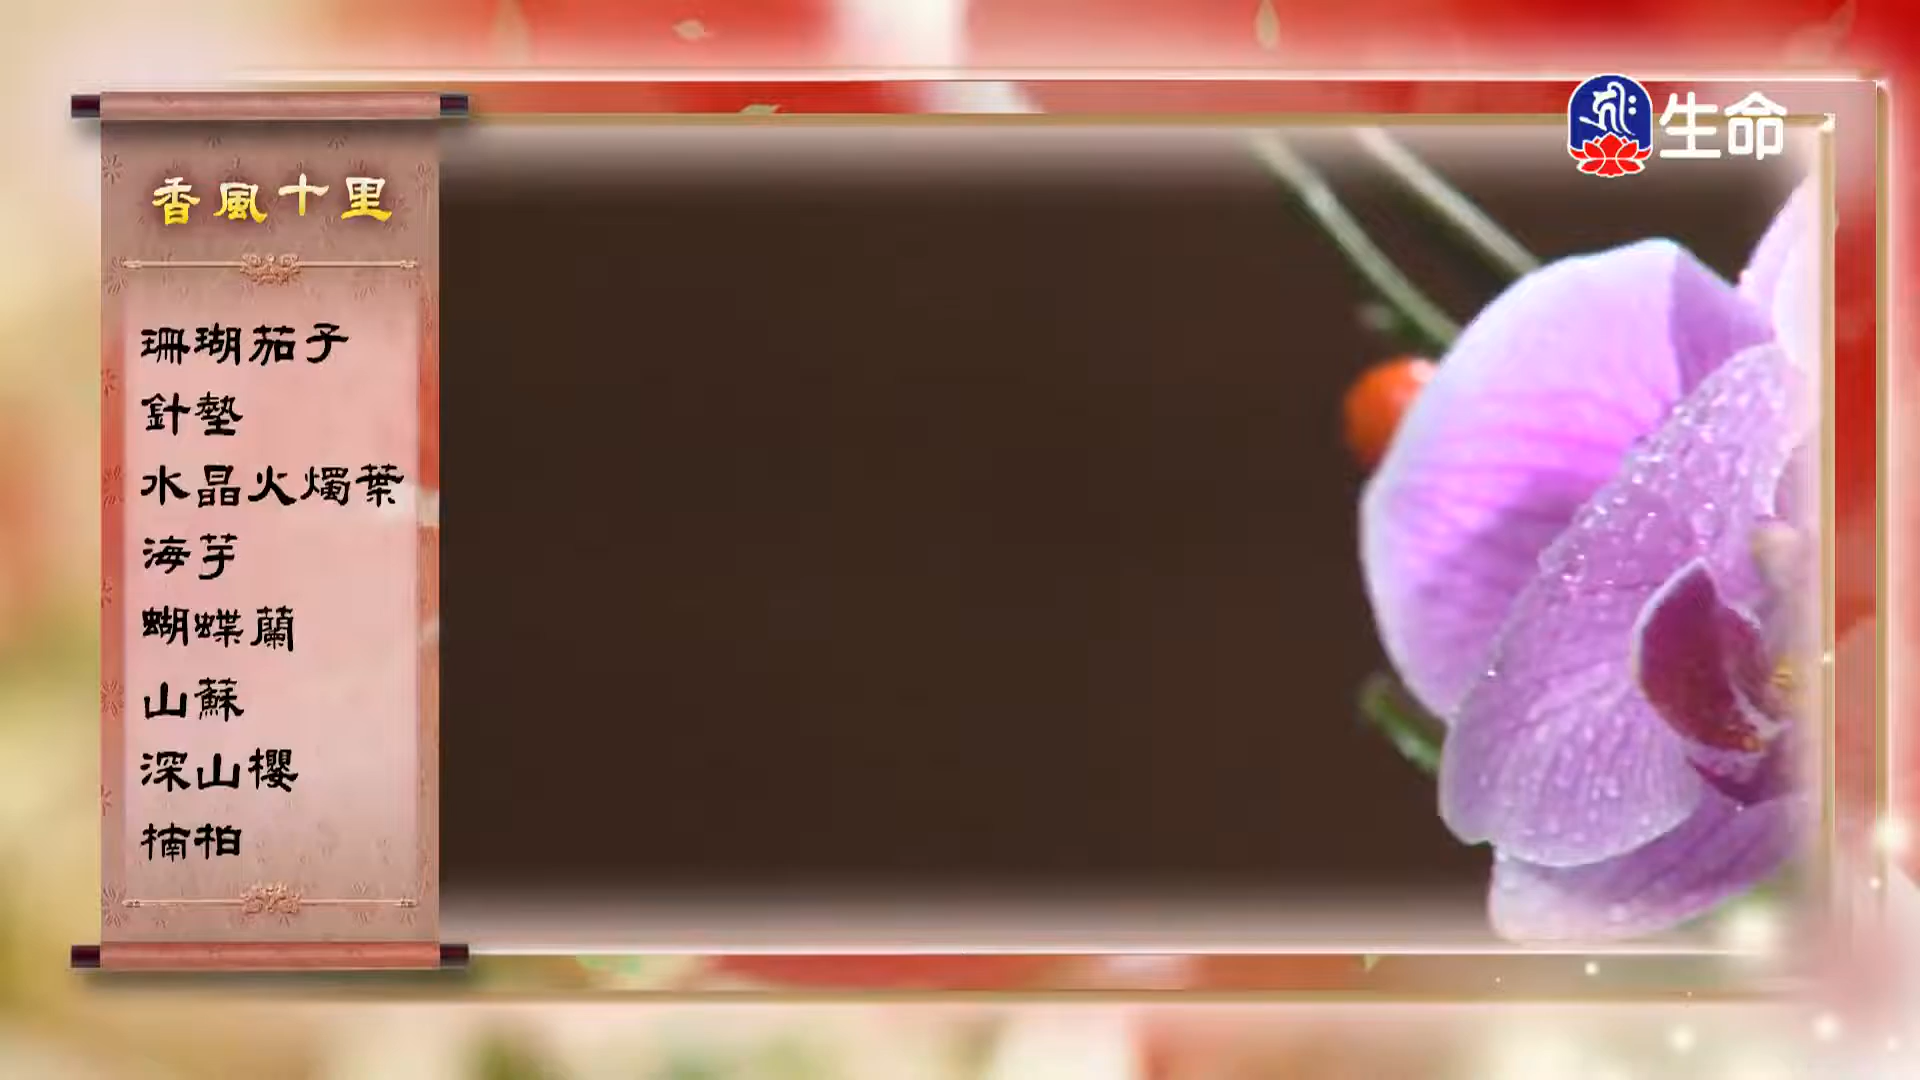 香風十里
珊瑚茄子
針墊
水晶火燭葉
海芋
蝴蝶蘭
山蘇
深山櫻
楠柏
生命